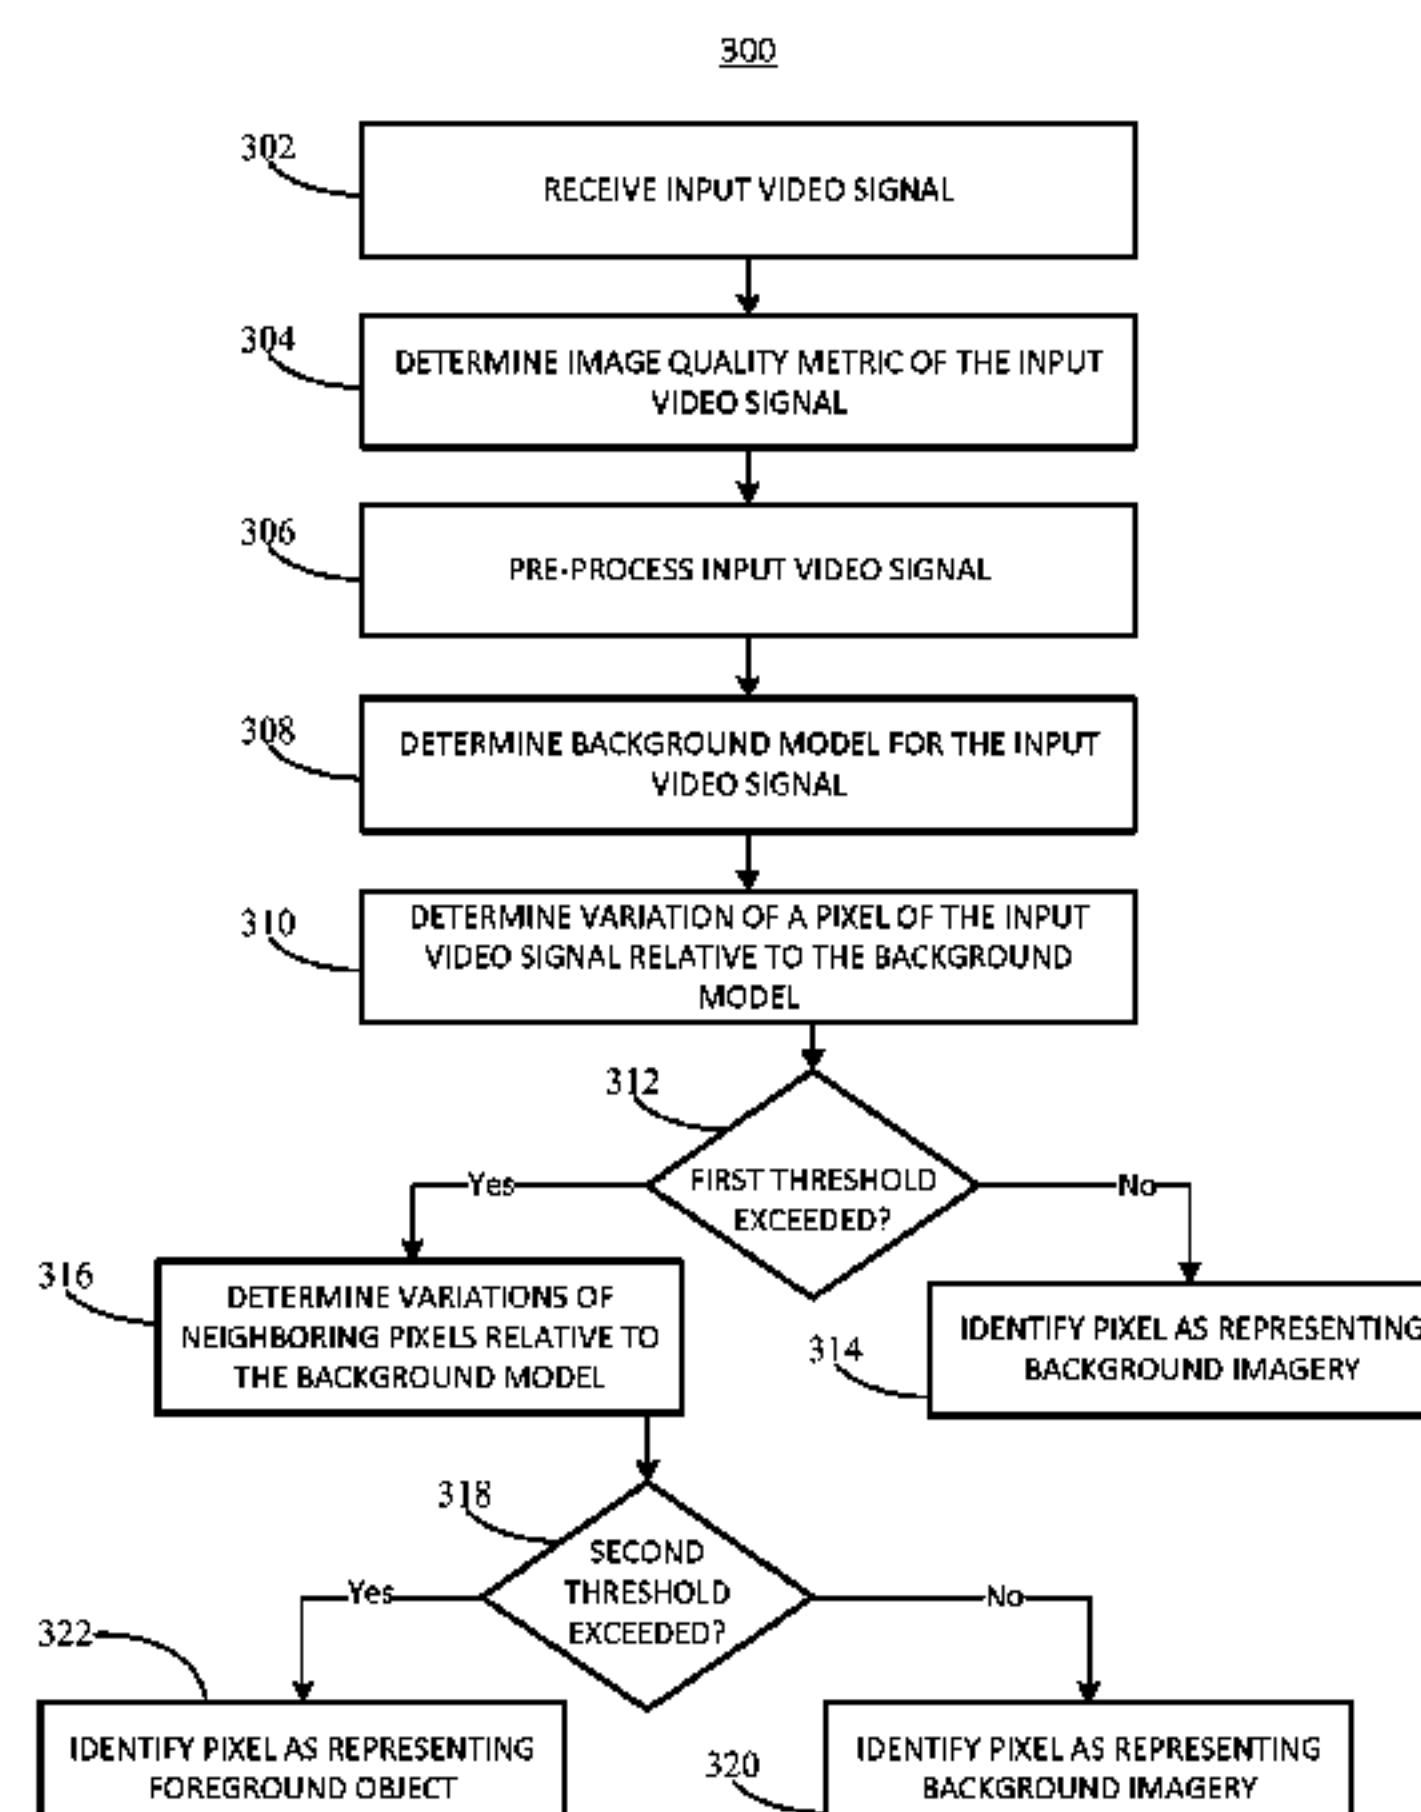 300
302
RECEIVE INPUT VIDEO SIGNAL
304
DETERMINE IMAGE QUALITY METRIC OF THE INPUT
VIDEO SIGNAL
306
PRE-PROCESS INPUT VIDEO SIGNAL
308
DETERMINE BACKGROUND MODEL FOR THE INPUT
VIDEO SIGNAL
310
DETERMINE VARIATION OF A PIXEL OF THE INPUT
VIDEO SIGNAL RELATIVE TO THE BACKGROUND
MODEL
312
FIRST THRESHOLD
EXCEEDED?
Yes
No
316
DETERMINE VARIATIONS OF
NEIGHBORING PIXELS RELATIVE TO
THE BACKGROUND MODEL
314
IDENTIFY PIXEL AS REPRESENTING
BACKGROUND IMAGERY
318
SECOND
THRESHOLD
EXCEEDED?
Yes
No
322
IDENTIFY PIXEL AS REPRESENTING
FOREGROUND OBJECT
320
IDENTIFY PIXEL AS REPRESENTING
BACKGROUND IMAGERY